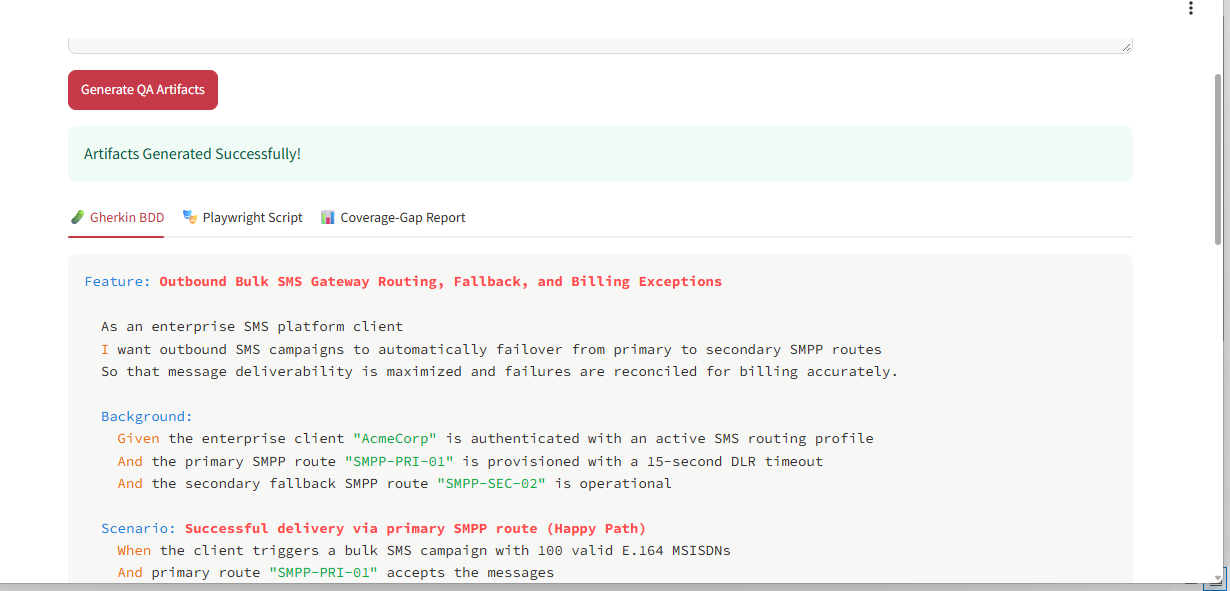 Generate QA Artifacts
Artifacts Generated Successfully!
Gherkin BDD Playwright Script Coverage-Gap Report
Feature: Outbound Bulk SMS Gateway Routing, Fallback, and Billing Exceptions
As an enterprise SMS platform client
I want outbound SMS campaigns to automatically failover from primary to secondary SMPP routes
So that message deliverability is maximized and failures are reconciled for billing accurately.
Background:
Given the enterprise client "AcmeCorp" is authenticated with an active SMS routing profile
And the primary SMPP route "SMPP-PRI-01" is provisioned with a 15-second DLR timeout
And the secondary fallback SMPP route "SMPP-SEC-02" is operational
Scenario: Successful delivery via primary SMPP route (Happy Path)
When the client triggers a bulk SMS campaign with 100 valid E.164 MSISDNs
And primary route "SMPP-PRI-01" accepts the messages